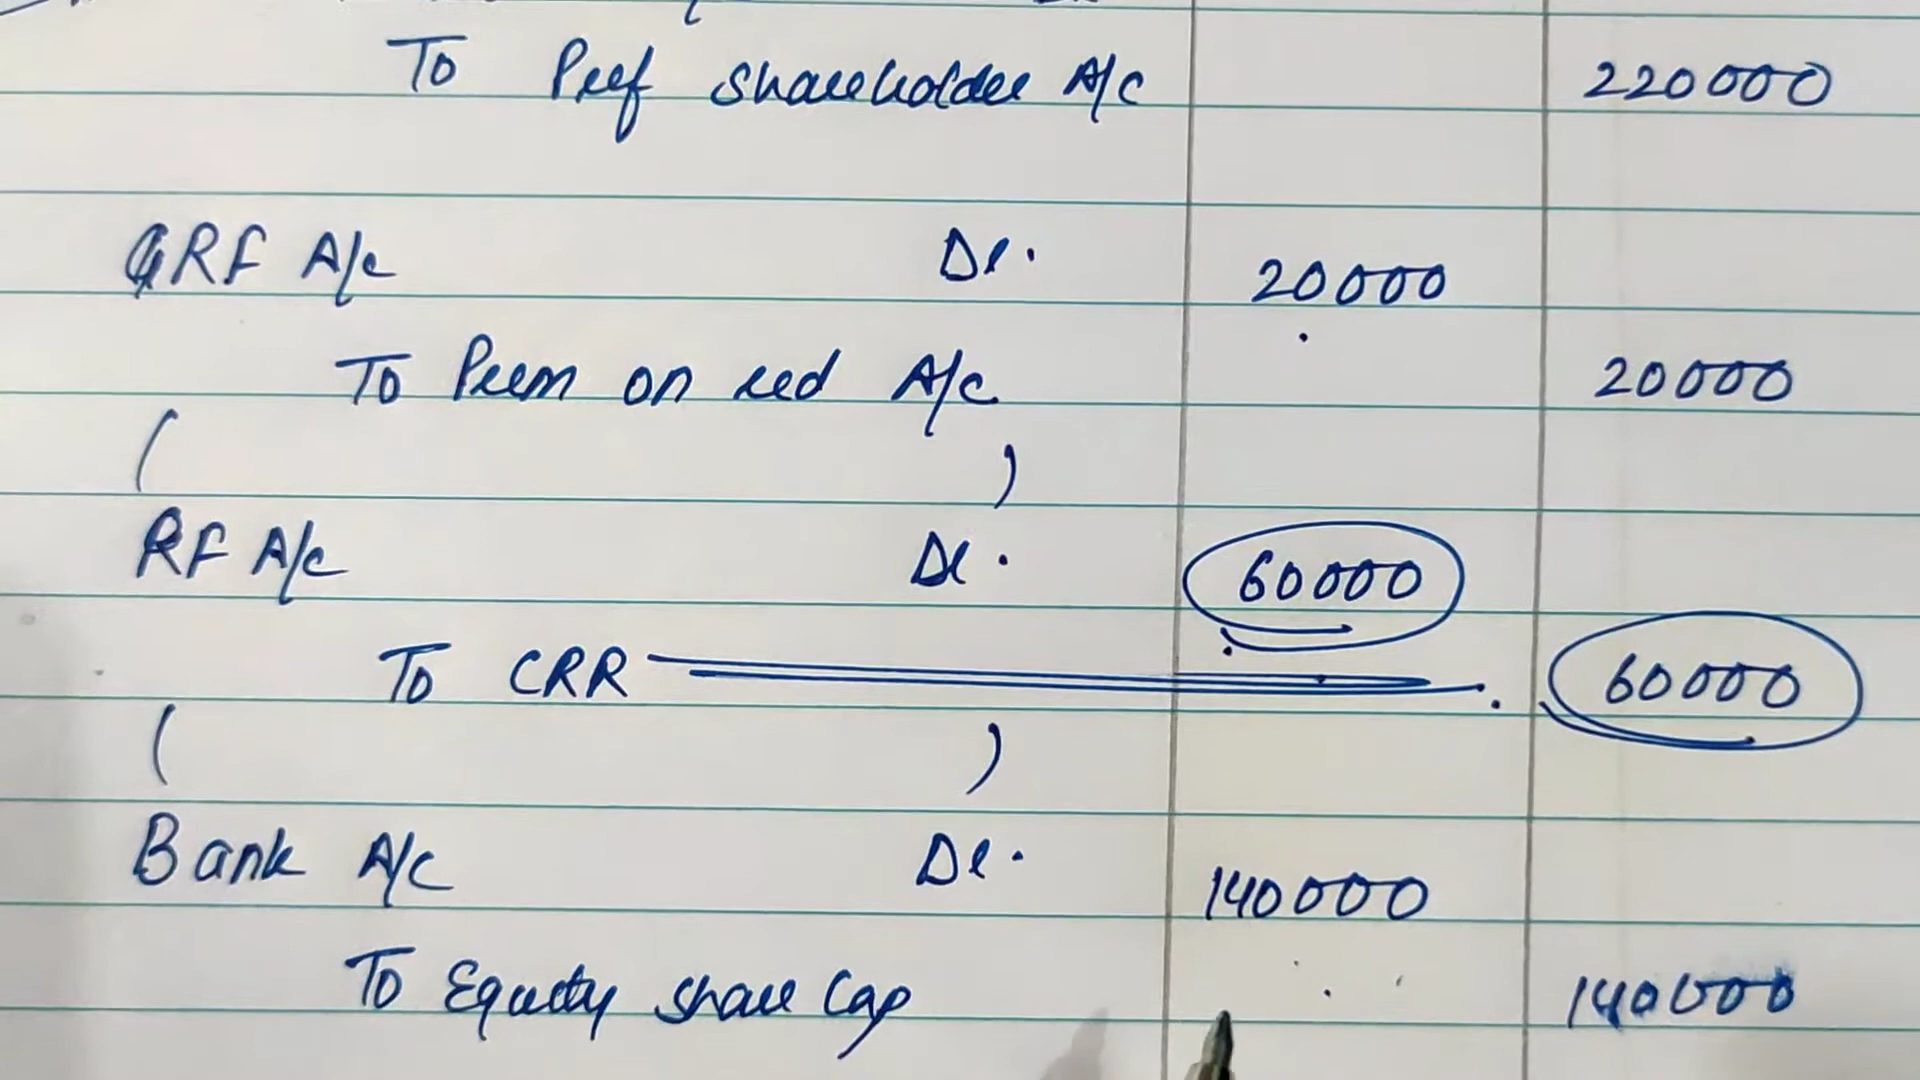 To Pref shareholder A/c 220000
GRF A/c Dr. 20000
To Prem on red A/c 20000
( )
RF A/c Dr. 60000
To CRR 60000
( )
Bank A/c Dr. 140000
To Equity share Cap 140000